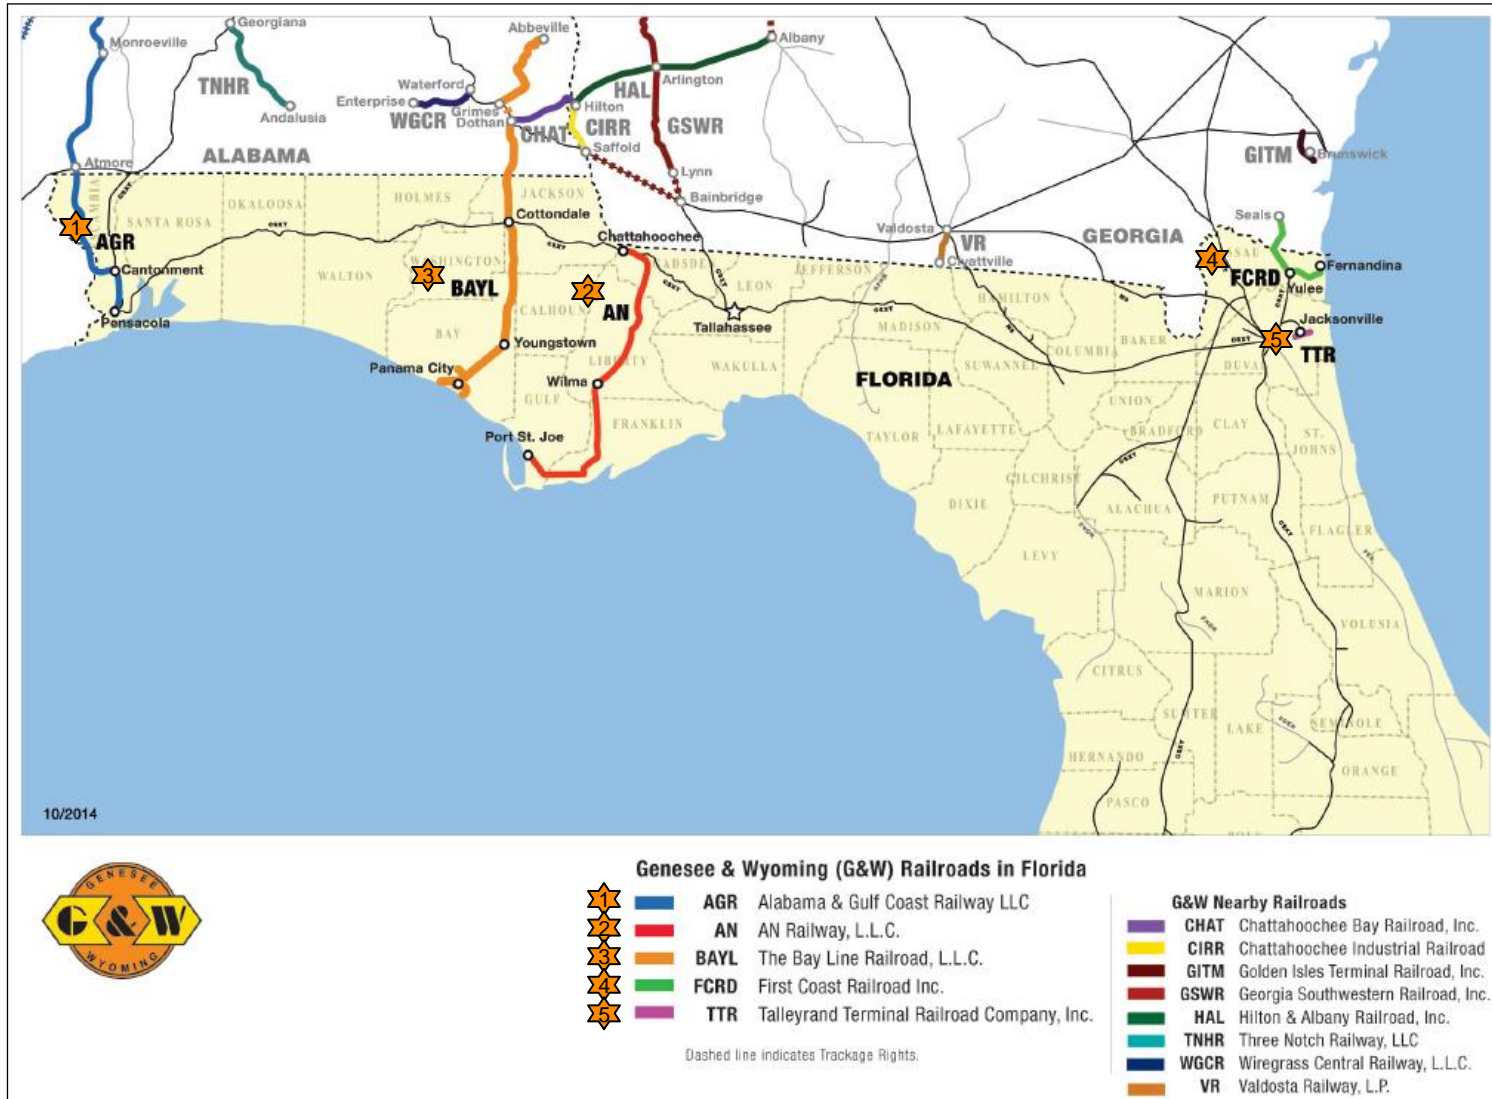 Georgiana
Abbeville
Monroeville
Albany
TNHR
Waterford
HAL
Arlington
Enterprise
Grimes
Hilton
Andalusia
WGCR
Dothan
CHAT
CIRR
GSWR
GITM
Brunswick
Saffold
ALABAMA
Atmore
Lynn
HOLMES
JACKSON
Bainbridge
OKALOOSA
SANTA ROSA
Cottondale
Seals
CSXT
Valdosta
VR
GEORGIA
1
AGR
Chattahoochee
Clyattville
4
Fernandina
Cantonment
WALTON
WASHINGTON
3
BAYL
2
AN
CALHOUN
LEON
JEFFERSON
HAMILTON
FCRD
Yulee
Pensacola
Tallahassee
MADISON
Jacksonville
5
TTR
BAY
Youngstown
LIBERTY
WAKULLA
COLUMBIA
BAKER
DUVAL
SUWANNEE
Panama City
Wilma
FLORIDA
GULF
FRANKLIN
UNION
Port St. Joe
TAYLOR
LAFAYETTE
BRADFORD
CLAY
ST.
JOHNS
GILCHRIST
DIXIE
ALACHUA
PUTNAM
FLAGLER
LEVY
MARION
VOLUSIA
CITRUS
SUMTER
LAKE
SEMINOLE
HERNANDO
ORANGE
PASCO
10/2014
GENESEE
G & W
WYOMING
Genesee & Wyoming (G&W) Railroads in Florida
1 AGR Alabama & Gulf Coast Railway LLC
2 AN AN Railway, L.L.C.
3 BAYL The Bay Line Railroad, L.L.C.
4 FCRD First Coast Railroad Inc.
5 TTR Talleyrand Terminal Railroad Company, Inc.
Dashed line indicates Trackage Rights.
G&W Nearby Railroads
CHAT Chattahoochee Bay Railroad, Inc.
CIRR Chattahoochee Industrial Railroad
GITM Golden Isles Terminal Railroad, Inc.
GSWR Georgia Southwestern Railroad, Inc.
HAL Hilton & Albany Railroad, Inc.
TNHR Three Notch Railway, LLC
WGCR Wiregrass Central Railway, L.L.C.
VR Valdosta Railway, L.P.